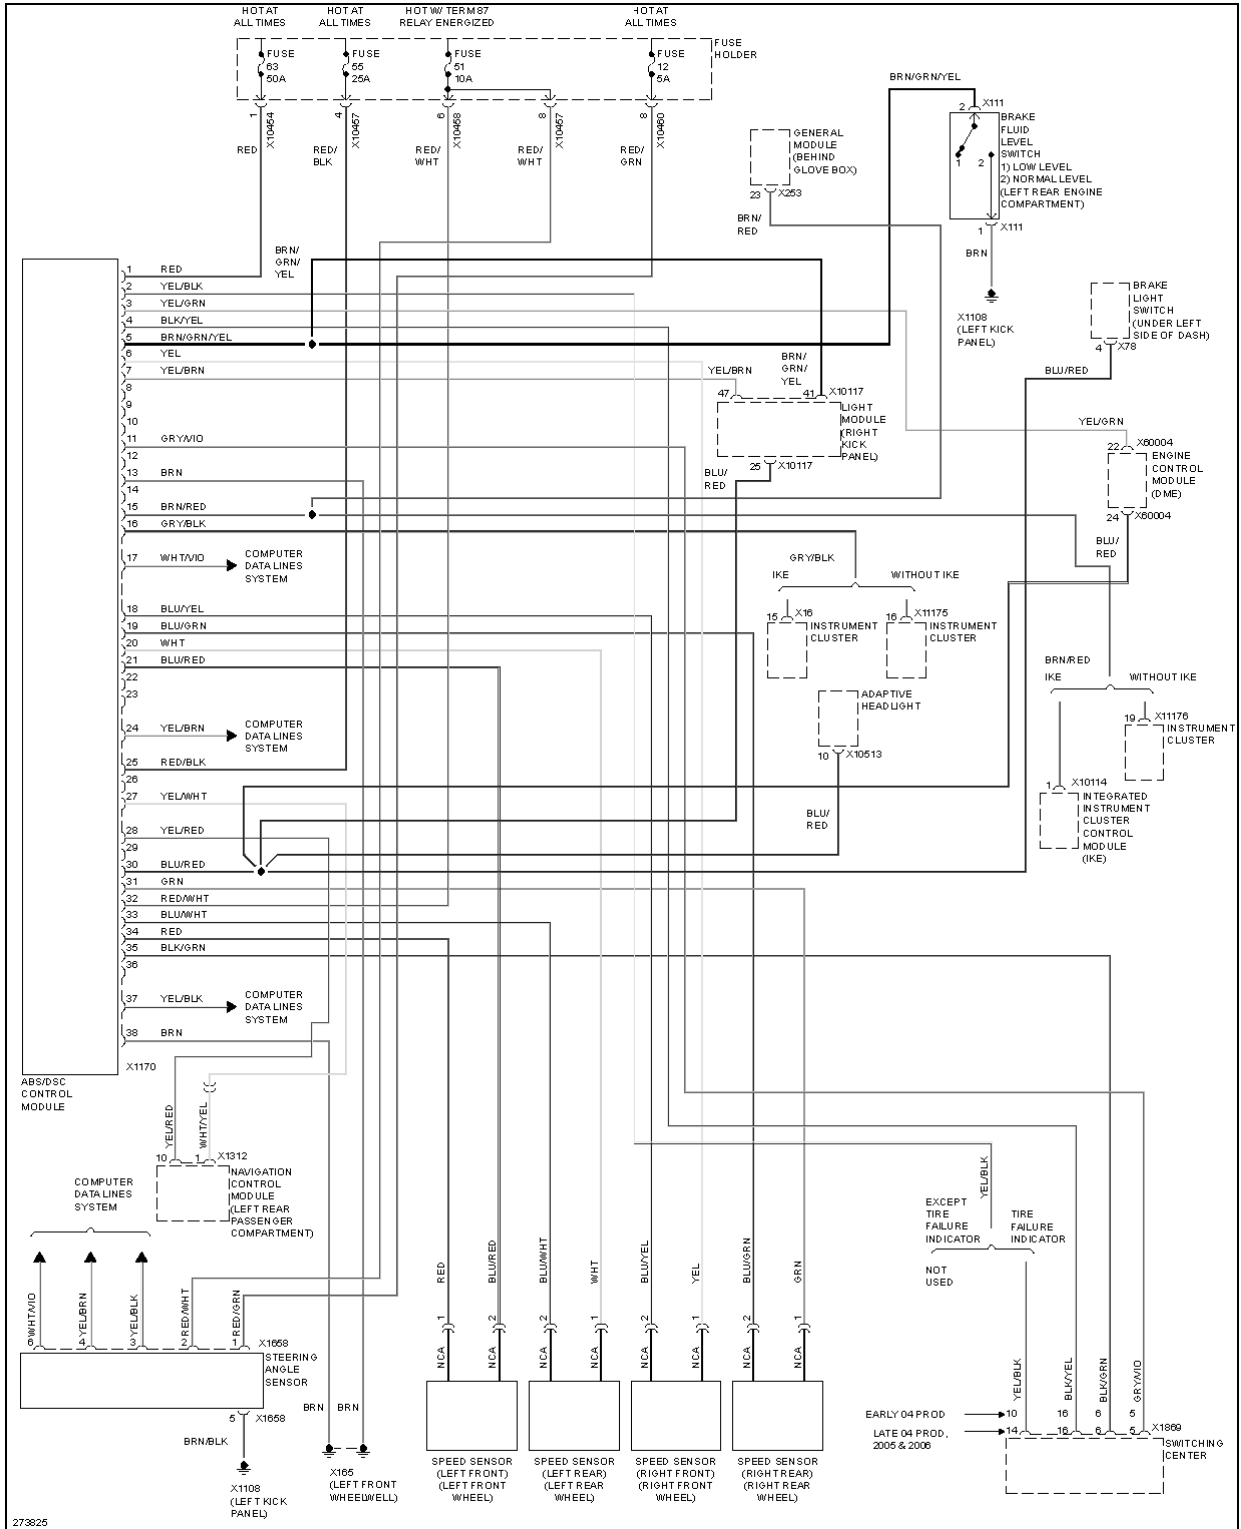 HOT AT
ALL TIMES
HOT AT
ALL TIMES
HOT W/ TERM 87
RELAY ENERGIZED
HOT AT
ALL TIMES
FUSE
HOLDER
FUSE
63
50A
FUSE
55
25A
FUSE
51
10A
FUSE
12
5A
1
X10454
4
X10457
6
X10458
8
X10457
8
X10460
RED
RED/
BLK
RED/
WHT
RED/
WHT
RED/
GRN
BRN/GRN/YEL
2
X111
BRAKE
FLUID
LEVEL
SWITCH
1) LOW LEVEL
2) NORMAL LEVEL
(LEFT REAR ENGINE
COMPARTMENT)
1
2
1
X111
BRN
X1108
(LEFT KICK
PANEL)
GENERAL
MODULE
(BEHIND
GLOVE BOX)
23
X253
BRN/
RED
BRAKE
LIGHT
SWITCH
(UNDER LEFT
SIDE OF DASH)
4
X78
BLU/RED
BRN/
GRN/
YEL
1 RED
2 YEL/BLK
3 YEL/GRN
4 BLK/YEL
5 BRN/GRN/YEL
6 YEL
7 YEL/BRN
8
9
10
11 GRY/VIO
12
13 BRN
14
15 BRN/RED
16 GRY/BLK
17 WHT/VIO
COMPUTER
DATA LINES
SYSTEM
18 BLU/YEL
19 BLU/GRN
20 WHT
21 BLU/RED
22
23
24 YEL/BRN
COMPUTER
DATA LINES
SYSTEM
25 RED/BLK
26
27 YEL/WHT
28 YEL/RED
29
30 BLU/RED
31 GRN
32 RED/WHT
33 BLU/WHT
34 RED
35 BLK/GRN
36
37 YEL/BLK
COMPUTER
DATA LINES
SYSTEM
38 BRN
X1170
ABS/DSC
CONTROL
MODULE
YEL/BRN
BRN/
GRN/
YEL
47
41
X10117
LIGHT
MODULE
(RIGHT
KICK
PANEL)
25
X10117
BLU/
RED
YEL/GRN
22
X60004
ENGINE
CONTROL
MODULE
(DME)
24
X60004
BLU/
RED
GRY/BLK
IKE
WITHOUT IKE
15
X16
INSTRUMENT
CLUSTER
16
X11175
INSTRUMENT
CLUSTER
ADAPTIVE
HEADLIGHT
10
X10513
BLU/
RED
BRN/RED
IKE
WITHOUT IKE
19
X11176
INSTRUMENT
CLUSTER
1
X10114
INTEGRATED
INSTRUMENT
CLUSTER
CONTROL
MODULE
(IKE)
YEL/RED
WHT/YEL
10
1
X1312
NAVIGATION
CONTROL
MODULE
(LEFT REAR
PASSENGER
COMPARTMENT)
COMPUTER
DATA LINES
SYSTEM
WHT/VIO
YEL/BRN
YEL/BLK
RED/WHT
RED/GRN
6
4
3
2
1
X1658
STEERING
ANGLE
SENSOR
5
X1658
BRN/BLK
X1108
(LEFT KICK
PANEL)
BRN
BRN
X165
(LEFT FRONT
WHEELWELL)
RED
BLU/RED
BLU/WHT
WHT
BLU/YEL
YEL
BLU/GRN
GRN
1
2
2
1
2
1
2
1
NCA
NCA
NCA
NCA
NCA
NCA
NCA
NCA
SPEED SENSOR
(LEFT FRONT)
(LEFT FRONT
WHEEL)
SPEED SENSOR
(LEFT REAR)
(LEFT REAR
WHEEL)
SPEED SENSOR
(RIGHT FRONT)
(RIGHT FRONT
WHEEL)
SPEED SENSOR
(RIGHT REAR)
(RIGHT REAR
WHEEL)
YEL/BLK
EXCEPT
TIRE
FAILURE
INDICATOR
TIRE
FAILURE
INDICATOR
NOT
USED
YEL/BLK
BLK/YEL
BLK/GRN
GRY/VIO
EARLY 04 PROD
10
16
6
5
LATE 04 PROD,
2005 & 2006
14
16
6
5
X1869
SWITCHING
CENTER
273825